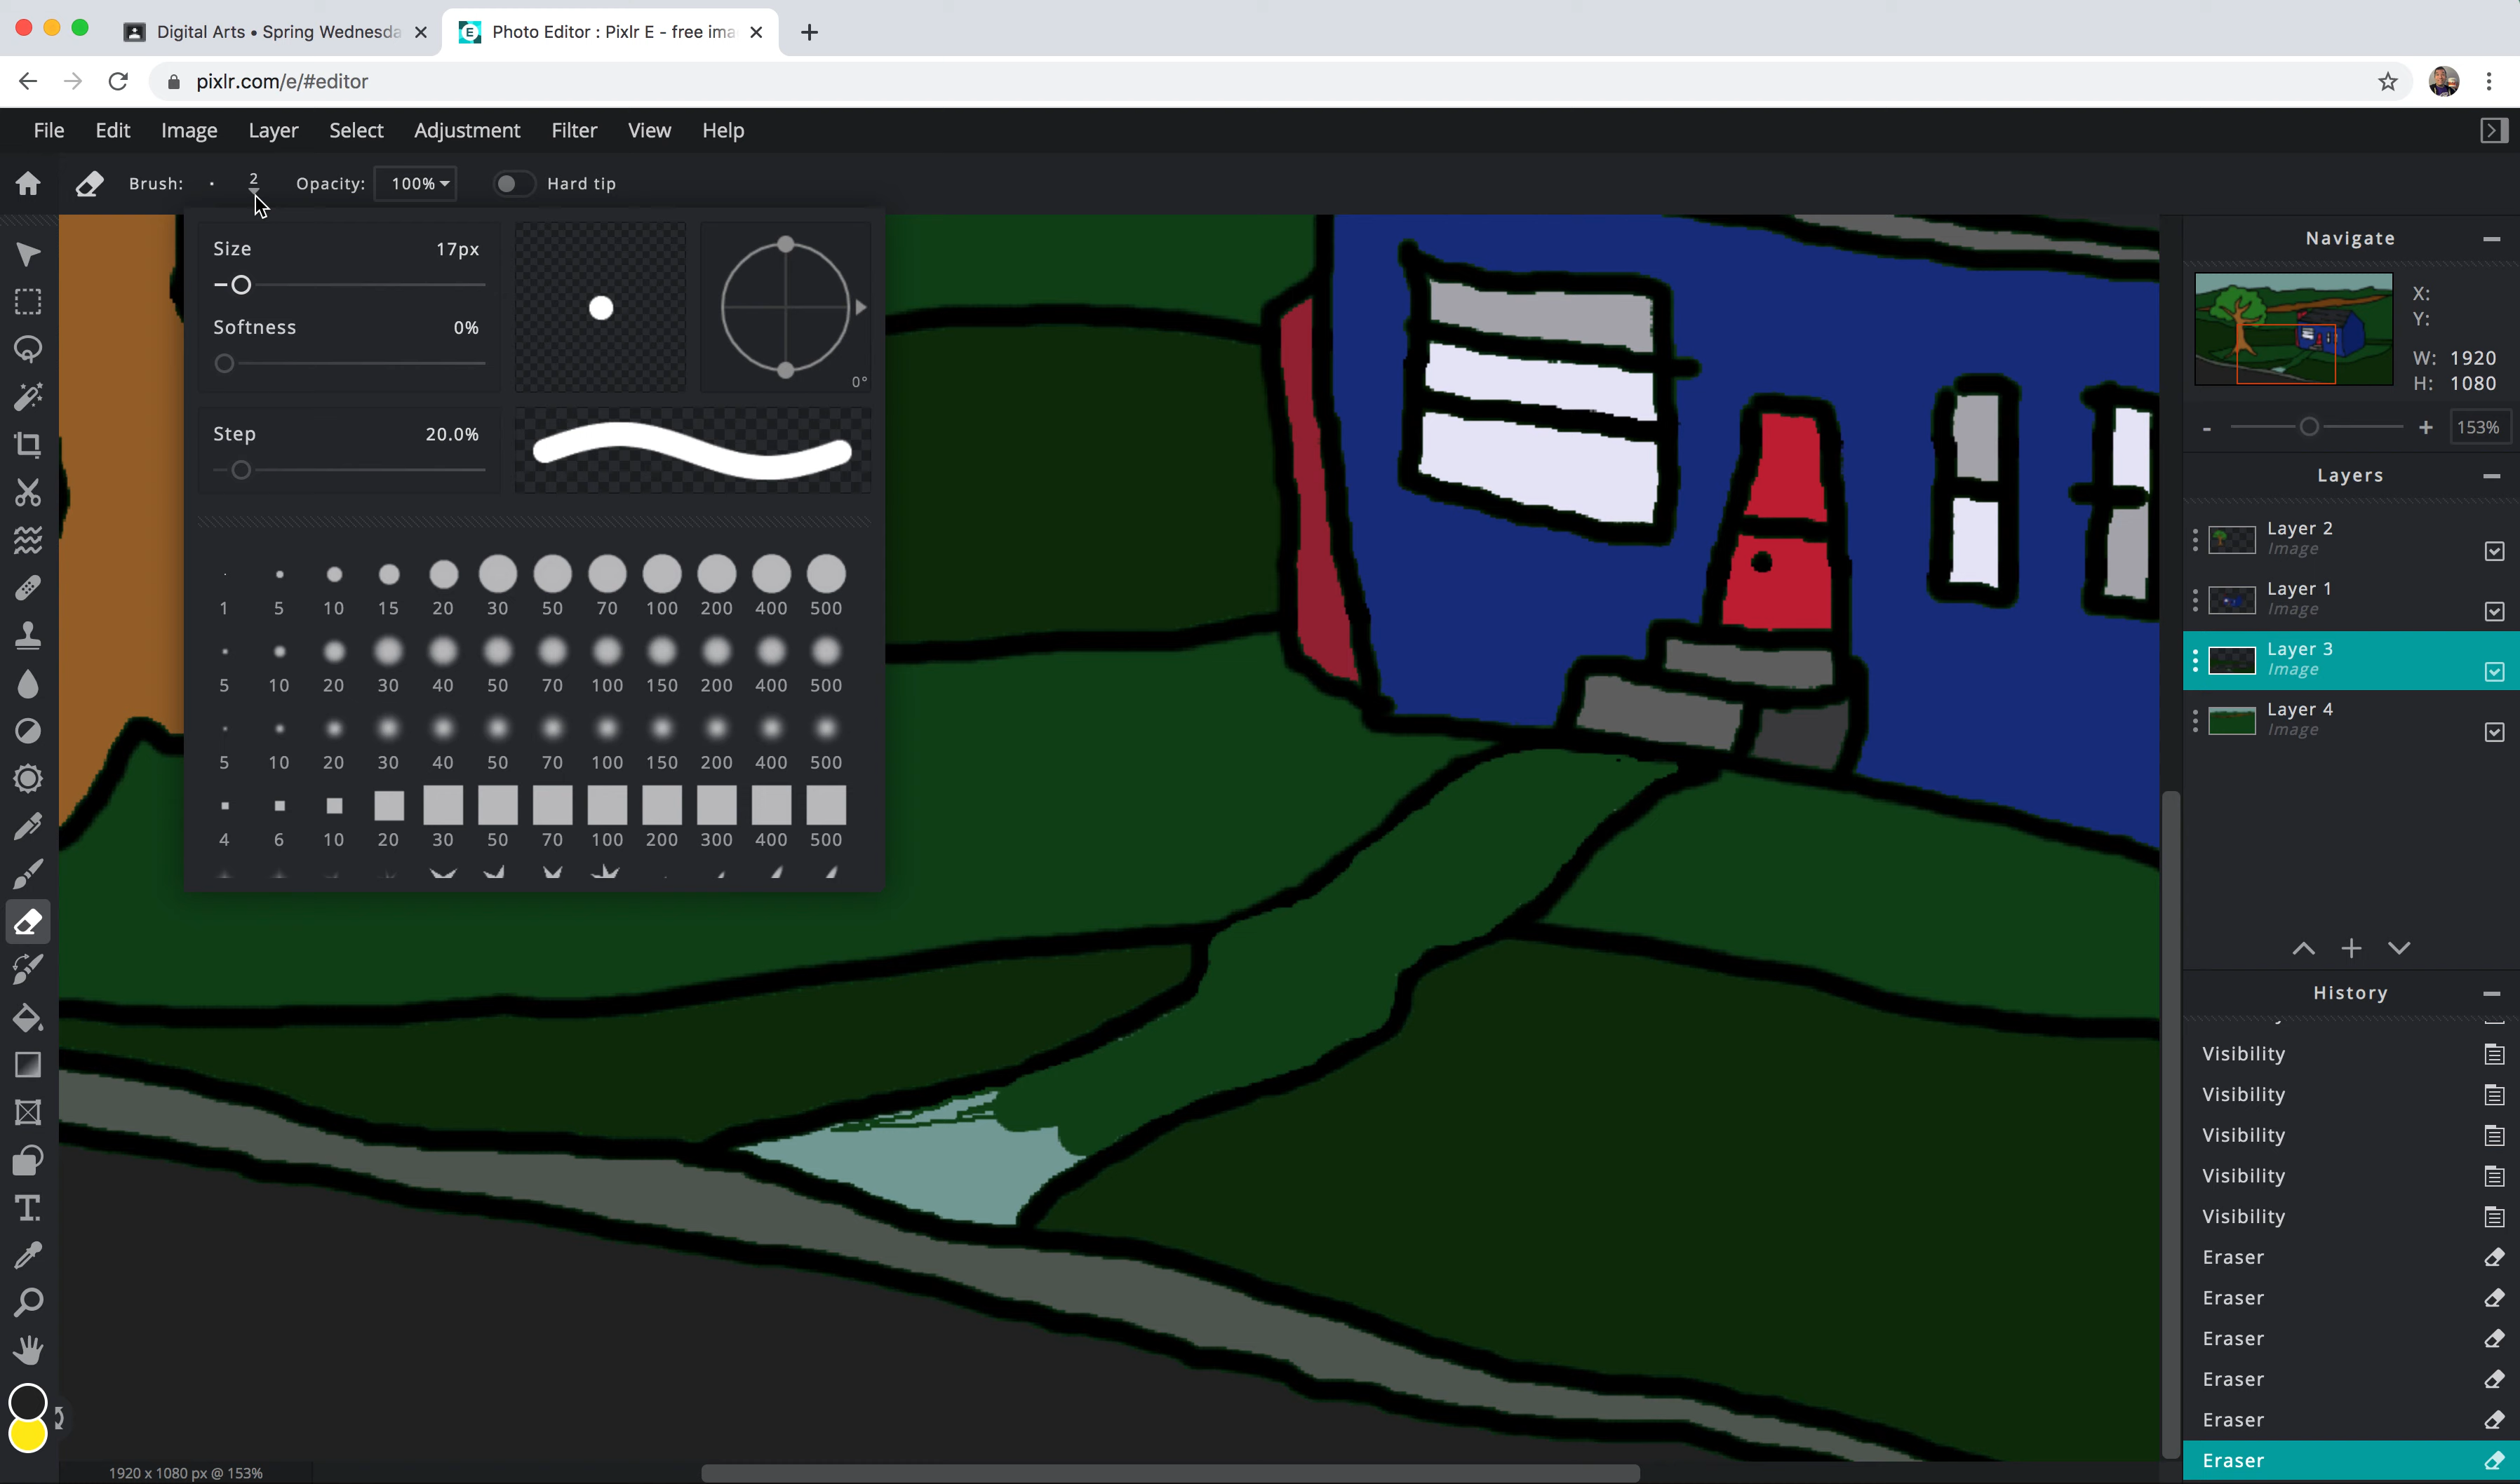 Digital Arts • Spring Wednesda
Photo Editor : Pixlr E - free ima
pixlr.com/e/#editor
File Edit Image Layer Select Adjustment Filter View Help
Brush: 2 Opacity: 100% Hard tip
Size 17px
Softness 0%
0°
Step 20.0%
1 5 10 15 20 30 50 70 100 200 400 500
5 10 20 30 40 50 70 100 150 200 400 500
5 10 20 30 40 50 70 100 150 200 400 500
4 6 10 20 30 50 70 100 200 300 400 500
Navigate
X:
Y:
W: 1920
H: 1080
- + 153%
Layers
Layer 2
Image
Layer 1
Image
Layer 3
Image
Layer 4
Image
History
Visibility
Visibility
Visibility
Visibility
Visibility
Eraser
Eraser
Eraser
Eraser
Eraser
Eraser
1920 x 1080 px @ 153%